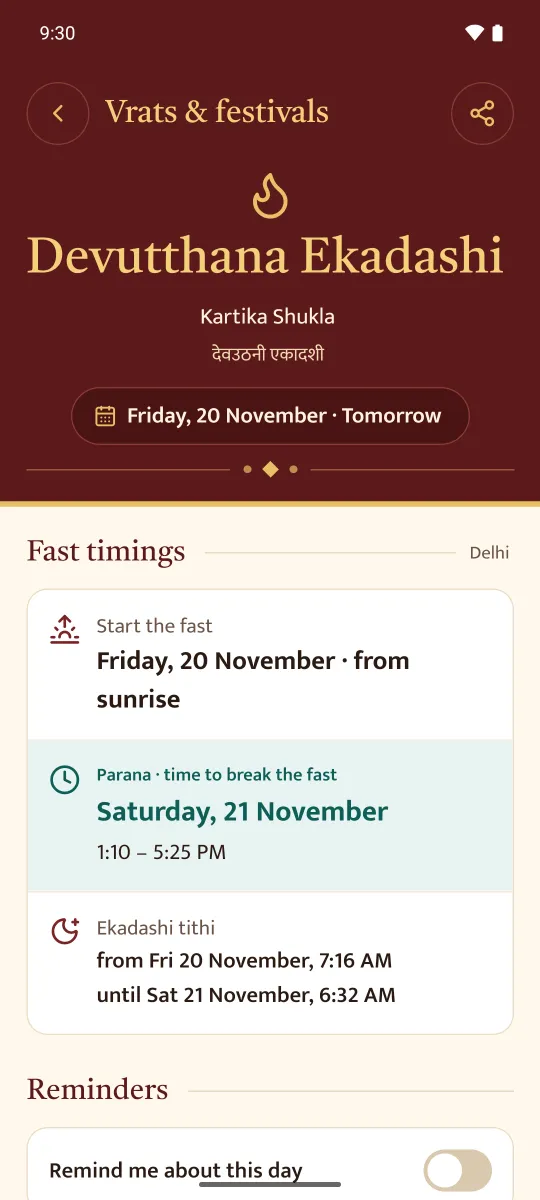 9:30
Vrats & festivals
Devutthana Ekadashi
Kartika Shukla
देवउठनी एकादशी
Friday, 20 November · Tomorrow
Fast timings
Delhi
Start the fast
Friday, 20 November · from
sunrise
Parana · time to break the fast
Saturday, 21 November
1:10 – 5:25 PM
Ekadashi tithi
from Fri 20 November, 7:16 AM
until Sat 21 November, 6:32 AM
Reminders
Remind me about this day